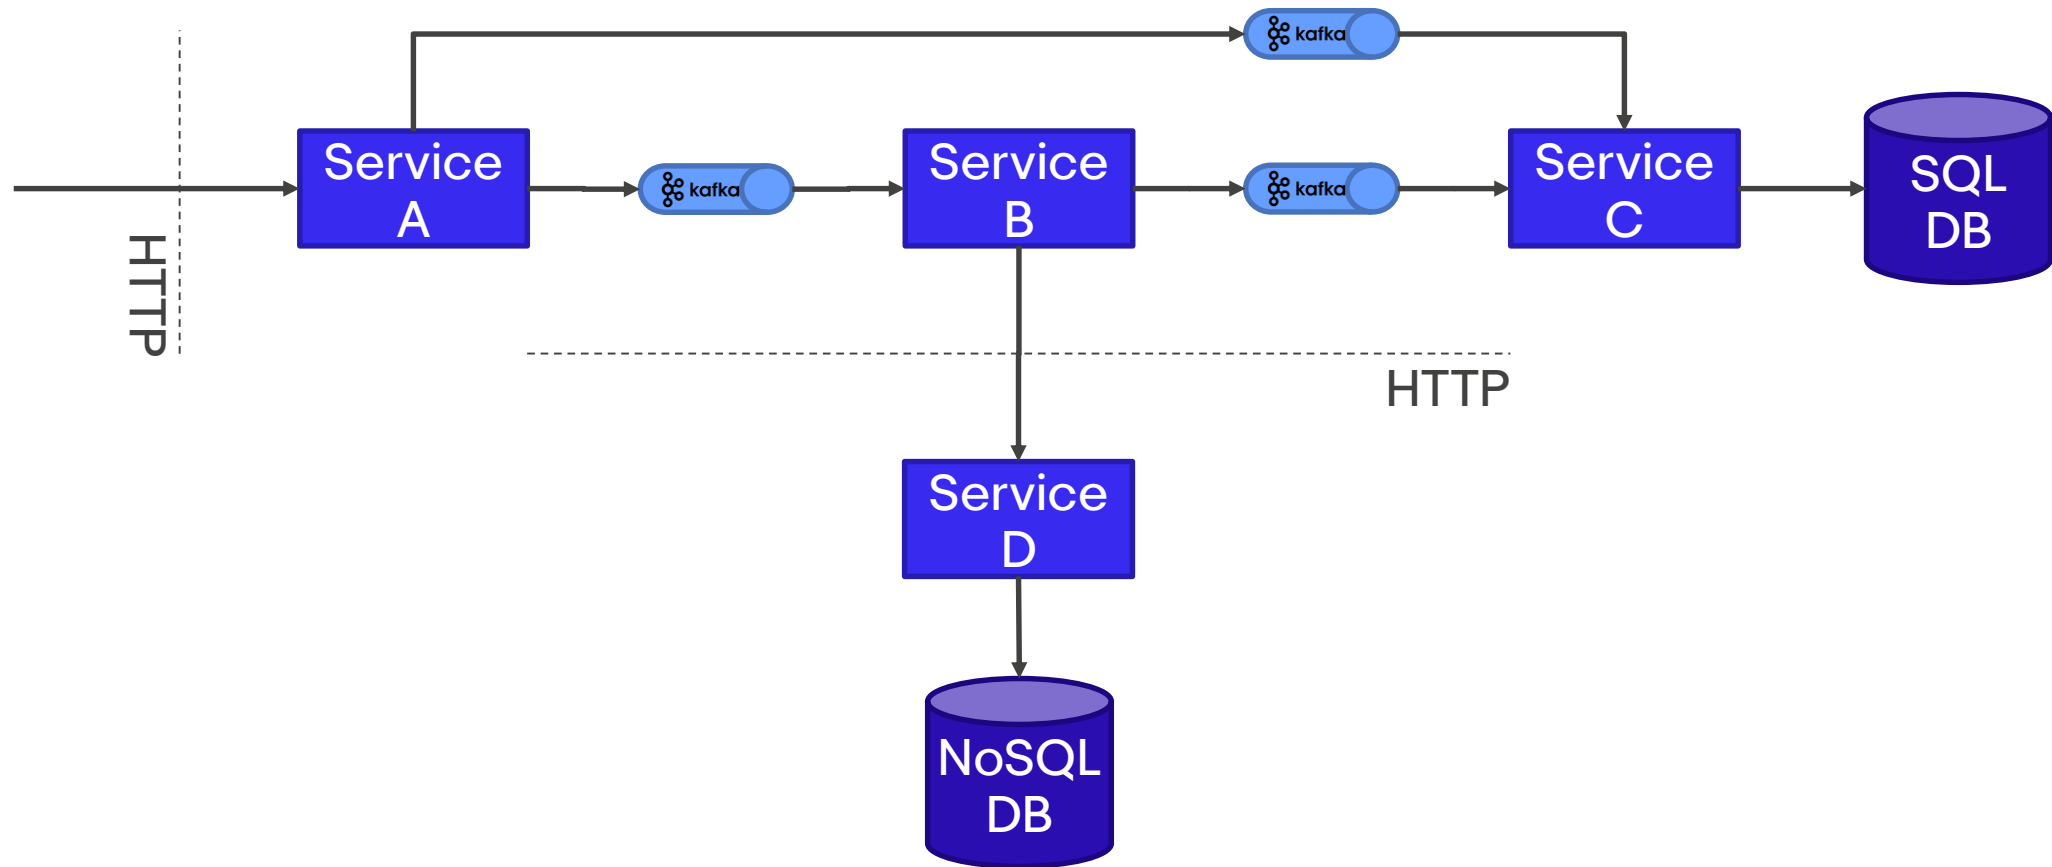 kafka
Service
A
kafka
Service
B
kafka
Service
C
SQL
DB
HTTP
HTTP
Service
D
NoSQL
DB